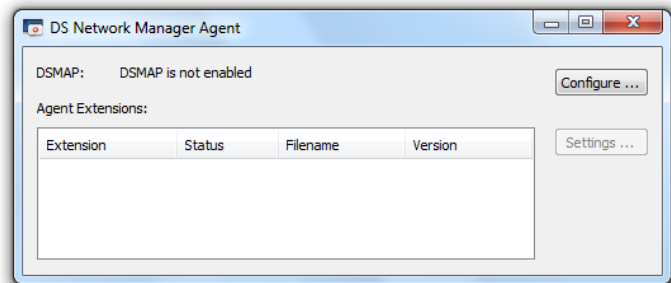 DS Network Manager Agent
DSMAP: DSMAP is not enabled
Configure ...
Agent Extensions:
Extension Status Filename Version
Settings ...